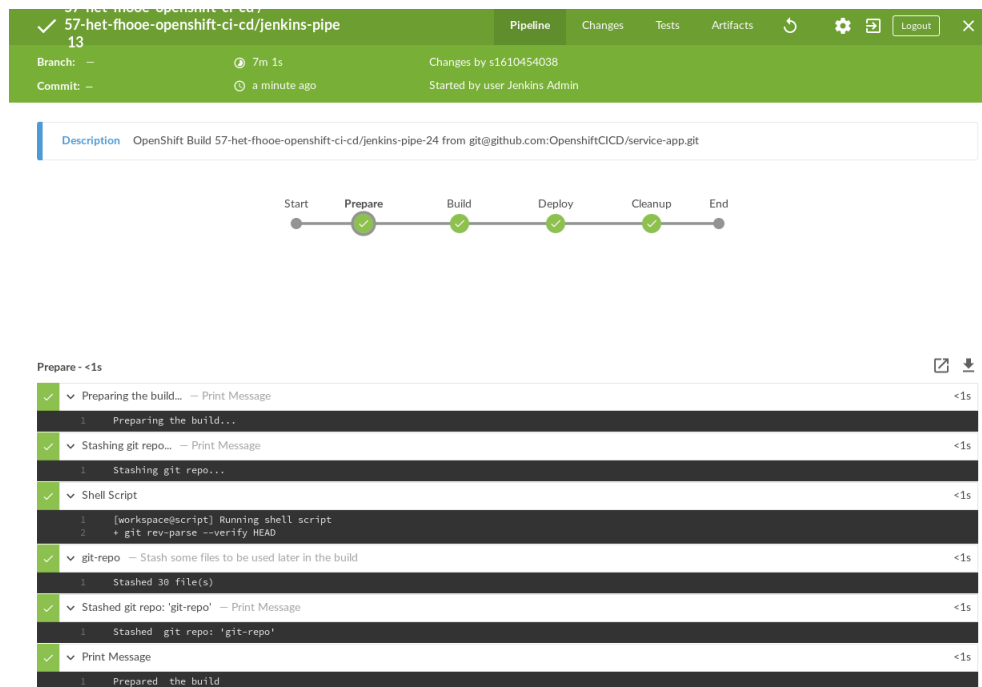 57-het-fhooe-openshift-ci-cd /
57-het-fhooe-openshift-ci-cd/jenkins-pipe
13
Pipeline
Changes
Tests
Artifacts
Logout
Branch: —
7m 1s
Changes by s1610454038
Commit: —
a minute ago
Started by user Jenkins Admin
Description OpenShift Build 57-het-fhooe-openshift-ci-cd/jenkins-pipe-24 from git@github.com:OpenshiftCICD/service-app.git
Start
Prepare
Build
Deploy
Cleanup
End
Prepare - <1s
Preparing the build... — Print Message <1s
1 Preparing the build...
Stashing git repo... — Print Message <1s
1 Stashing git repo...
Shell Script <1s
1 [workspace@script] Running shell script
2 + git rev-parse --verify HEAD
git-repo — Stash some files to be used later in the build <1s
1 Stashed 30 file(s)
Stashed git repo: 'git-repo' — Print Message <1s
1 Stashed  git repo: 'git-repo'
Print Message <1s
1 Prepared  the build